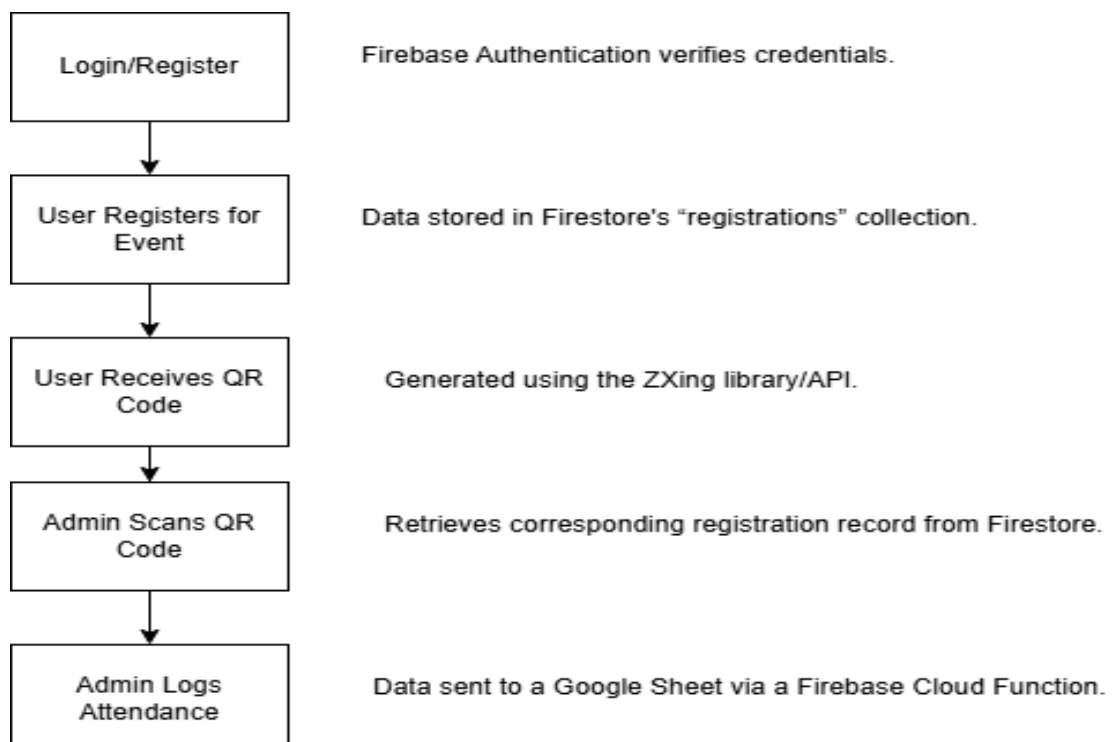 Login/Register
Firebase Authentication verifies credentials.
User Registers for
Event
Data stored in Firestore's “registrations” collection.
User Receives QR
Code
Generated using the ZXing library/API.
Admin Scans QR
Code
Retrieves corresponding registration record from Firestore.
Admin Logs
Attendance
Data sent to a Google Sheet via a Firebase Cloud Function.